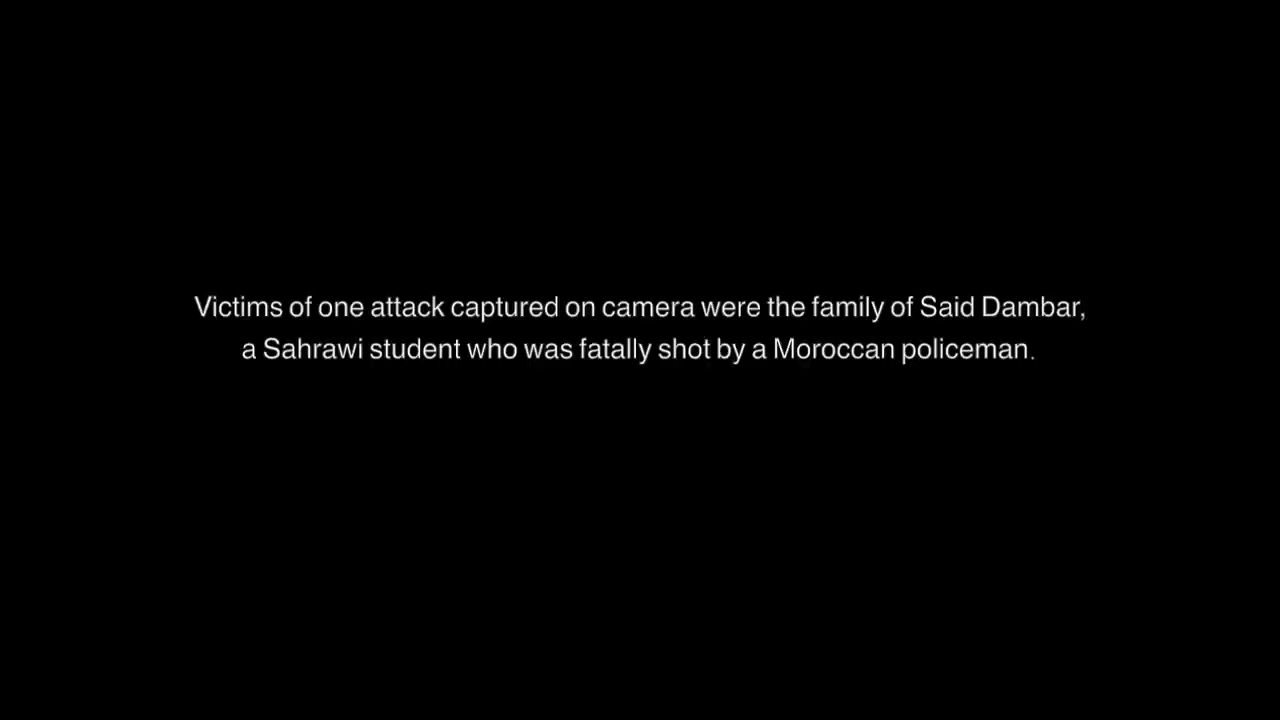 Victims of one attack captured on camera were the family of Said Dambar,
a Sahrawi student who was fatally shot by a Moroccan policeman.